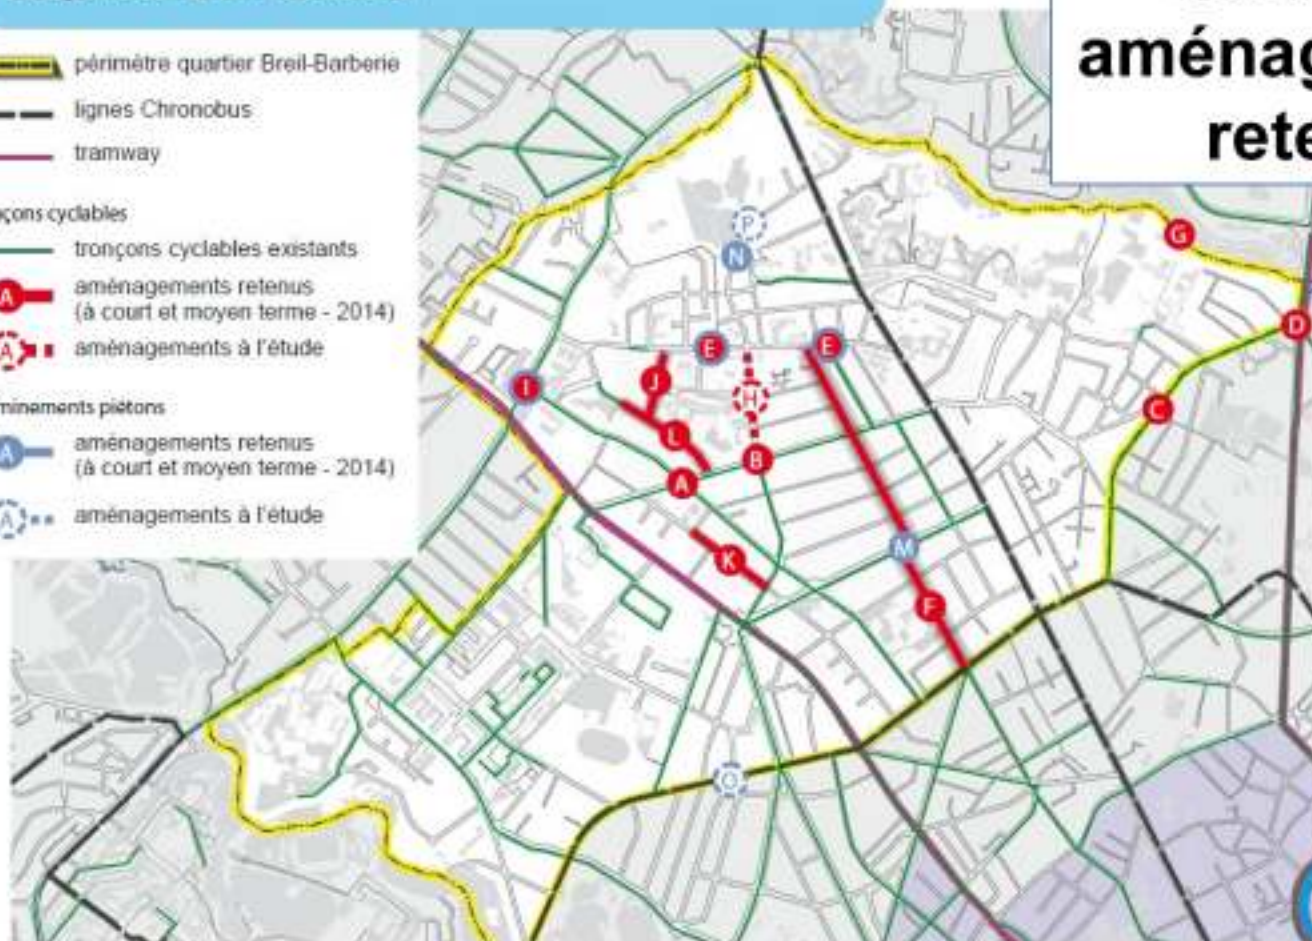 aménag
rete
périmètre quartier Breil-Barberie
lignes Chronobus
tramway
çons cyclables
tronçons cyclables existants
A
aménagements retenus
(à court et moyen terme - 2014)
A
aménagements à l'étude
minements piétons
A
aménagements retenus
(à court et moyen terme - 2014)
A
aménagements à l'étude
P
N
G
D
E
E
I
J
H
C
L
B
A
M
K
F
O